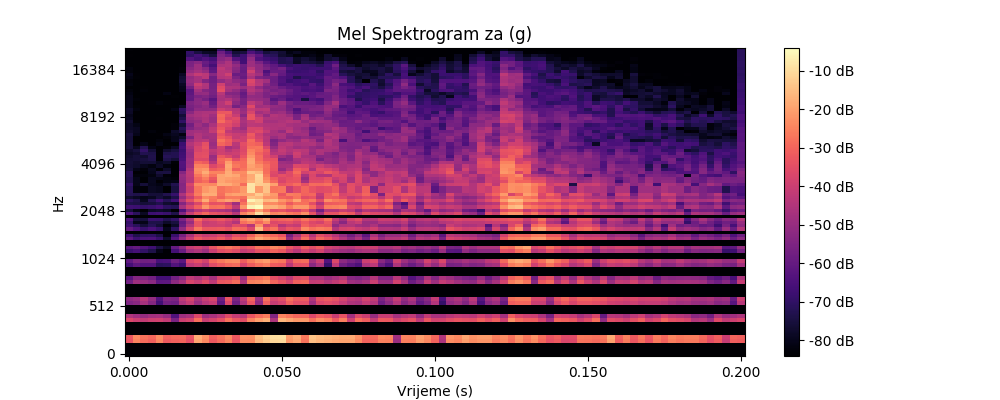 Mel Spektrogram za (g)
Hz
16384
8192
4096
2048
1024
512
0
0.000 0.050 0.100 0.150 0.200
Vrijeme (s)
-10 dB
-20 dB
-30 dB
-40 dB
-50 dB
-60 dB
-70 dB
-80 dB